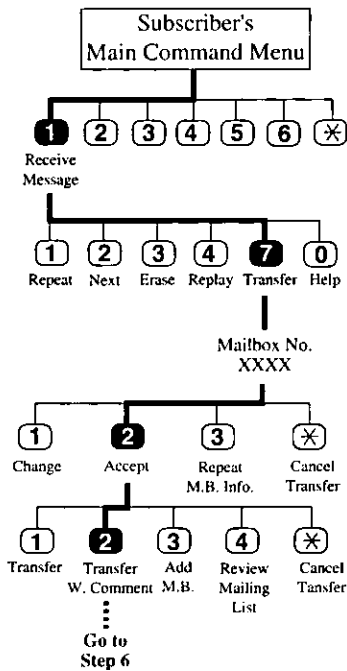 Subscriber's
Main Command Menu
1 2 3 4 5 6 *
Receive
Message
1 2 3 4 7 0
Repeat Next Erase Replay Transfer Help
Mailbox No.
XXXX
1 2 3 *
Change Accept Repeat Cancel
M.B. Info. Transfer
1 2 3 4 *
Transfer Transfer Add Review Cancel
W. Comment M.B. Mailing Tansfer
List
Go to
Step 6